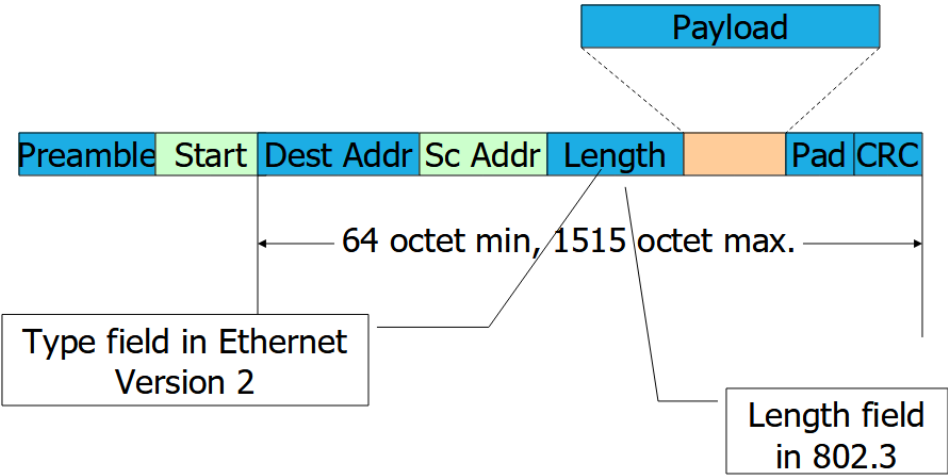 Payload
Preamble Start Dest Addr Sc Addr Length Pad CRC
64 octet min, 1515 octet max.
Type field in Ethernet
Version 2
Length field
in 802.3